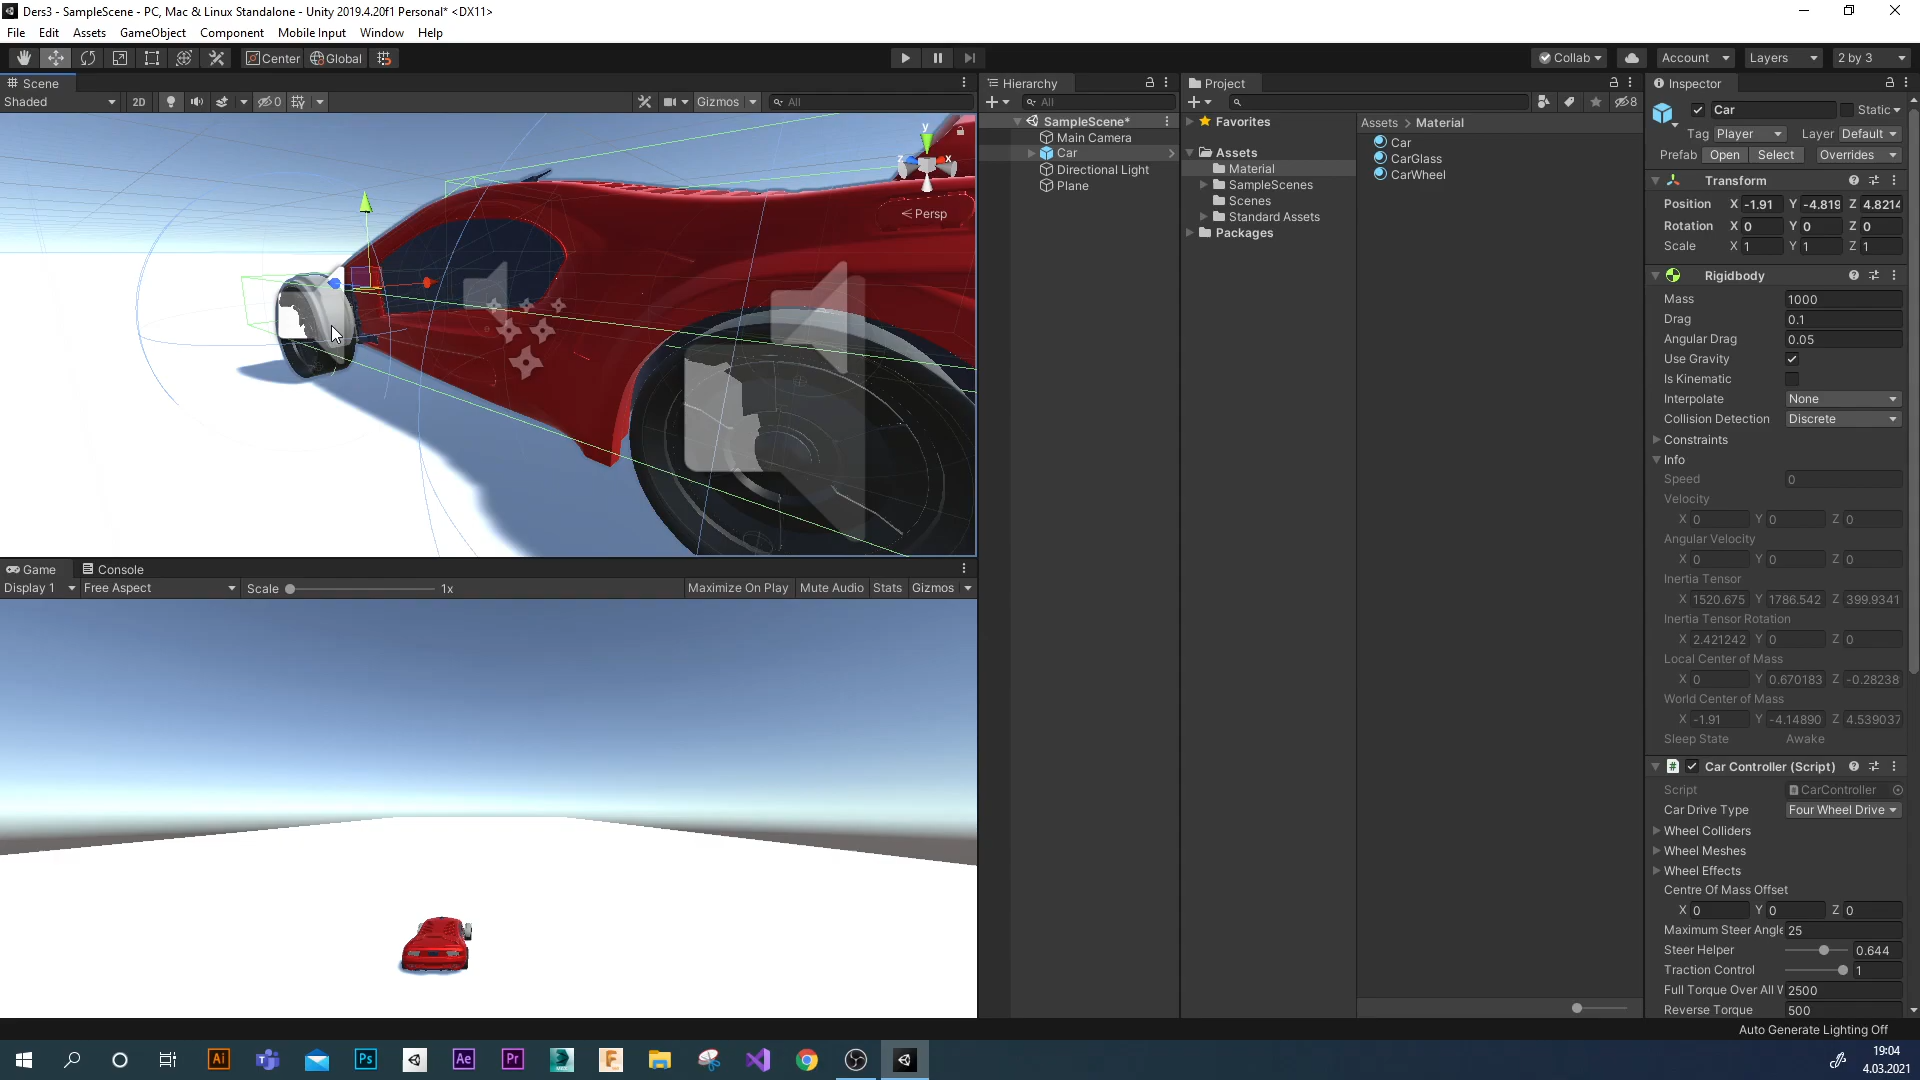 Ders3 - SampleScene - PC, Mac & Linux Standalone - Unity 2019.4.20f1 Personal* <DX11>
File Edit Assets GameObject Component Mobile Input Window Help
Center Global Collab Account Layers 2 by 3
Scene
Shaded 2D 0 Gizmos All
y
z x
Persp
Game Console
Display 1 Free Aspect Scale 1x Maximize On Play Mute Audio Stats Gizmos
Hierarchy
All
SampleScene*
Main Camera
Car
Directional Light
Plane
Project
8
Favorites
Assets
Material
SampleScenes
Scenes
Standard Assets
Packages
Assets > Material
Car
CarGlass
CarWheel
Inspector
Car Static
Tag Player Layer Default
Prefab Open Select Overrides
Transform
Position X -1.91 Y -4.819 Z 4.8214
Rotation X 0 Y 0 Z 0
Scale X 1 Y 1 Z 1
Rigidbody
Mass 1000
Drag 0.1
Angular Drag 0.05
Use Gravity
Is Kinematic
Interpolate None
Collision Detection Discrete
Constraints
Info
Speed 0
Velocity
X 0 Y 0 Z 0
Angular Velocity
X 0 Y 0 Z 0
Inertia Tensor
X 1520.675 Y 1786.542 Z 399.9341
Inertia Tensor Rotation
X 2.421242 Y 0 Z 0
Local Center of Mass
X 0 Y 0.670183 Z -0.28238
World Center of Mass
X -1.91 Y -4.14890 Z 4.539037
Sleep State Awake
Car Controller (Script)
Script CarController
Car Drive Type Four Wheel Drive
Wheel Colliders
Wheel Meshes
Wheel Effects
Centre Of Mass Offset
X 0 Y 0 Z 0
Maximum Steer Angle 25
Steer Helper 0.644
Traction Control 1
Full Torque Over All W 2500
Reverse Torque 500
Auto Generate Lighting Off
Ai Ps Ae Pr
19:04
4.03.2021